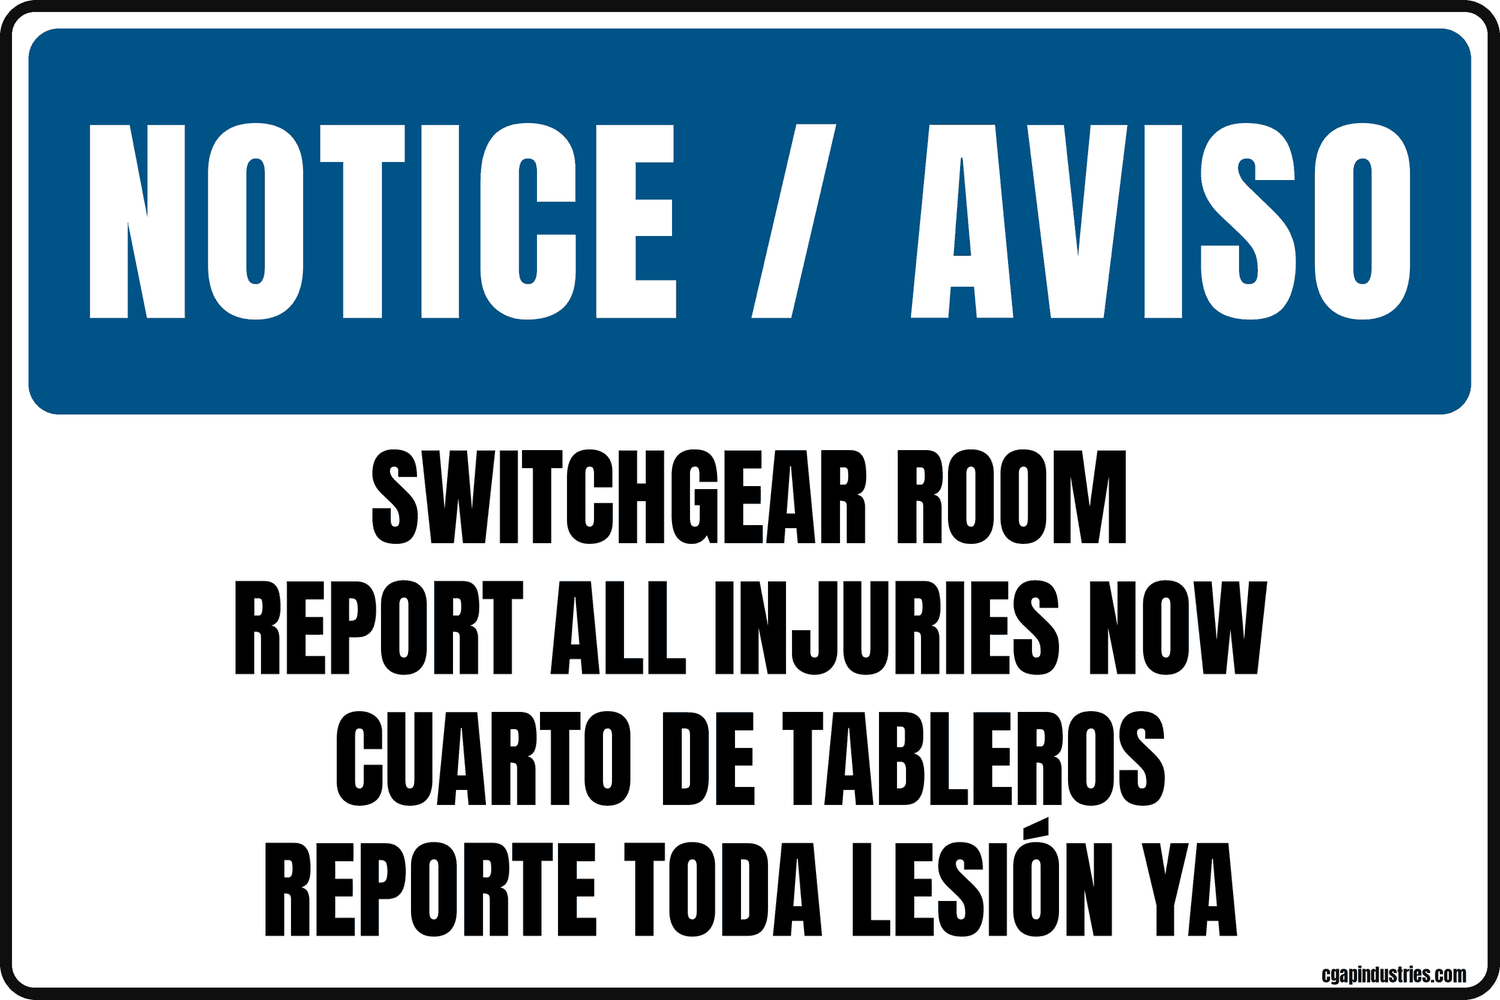 NOTICE / AVISO
SWITCHGEAR ROOM
REPORT ALL INJURIES NOW
CUARTO DE TABLEROS
REPORTE TODA LESIÓN YA
cgapindustries.com